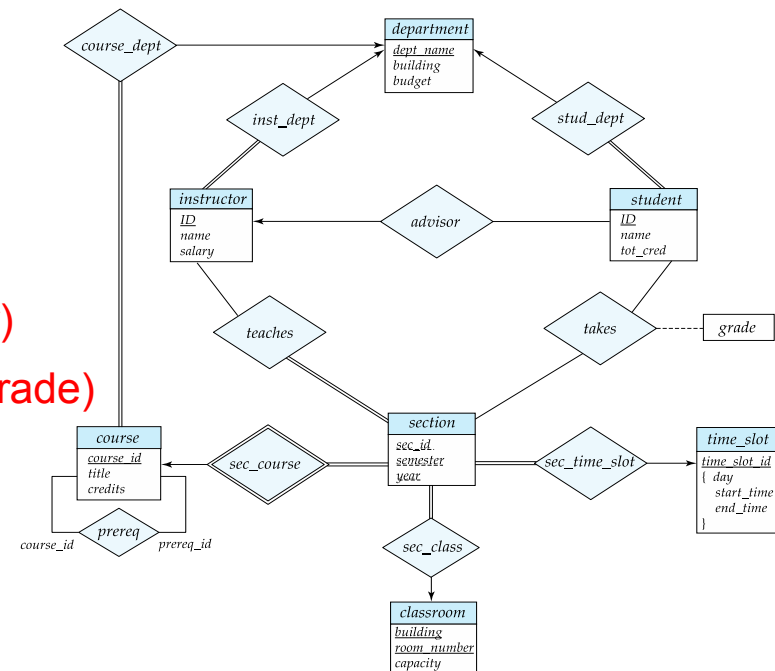 department
course_dept
dept_name
building
budget
inst_dept
stud_dept
instructor
ID
name
salary
advisor
student
ID
name
tot_cred
)
teaches
takes
grade
rade)
course
course_id
title
credits
sec_course
section
sec_id
semester
year
sec_time_slot
time_slot
time_slot_id
{ day
start_time
end_time
}
prereq
course_id
prereq_id
sec_class
classroom
building
room_number
capacity